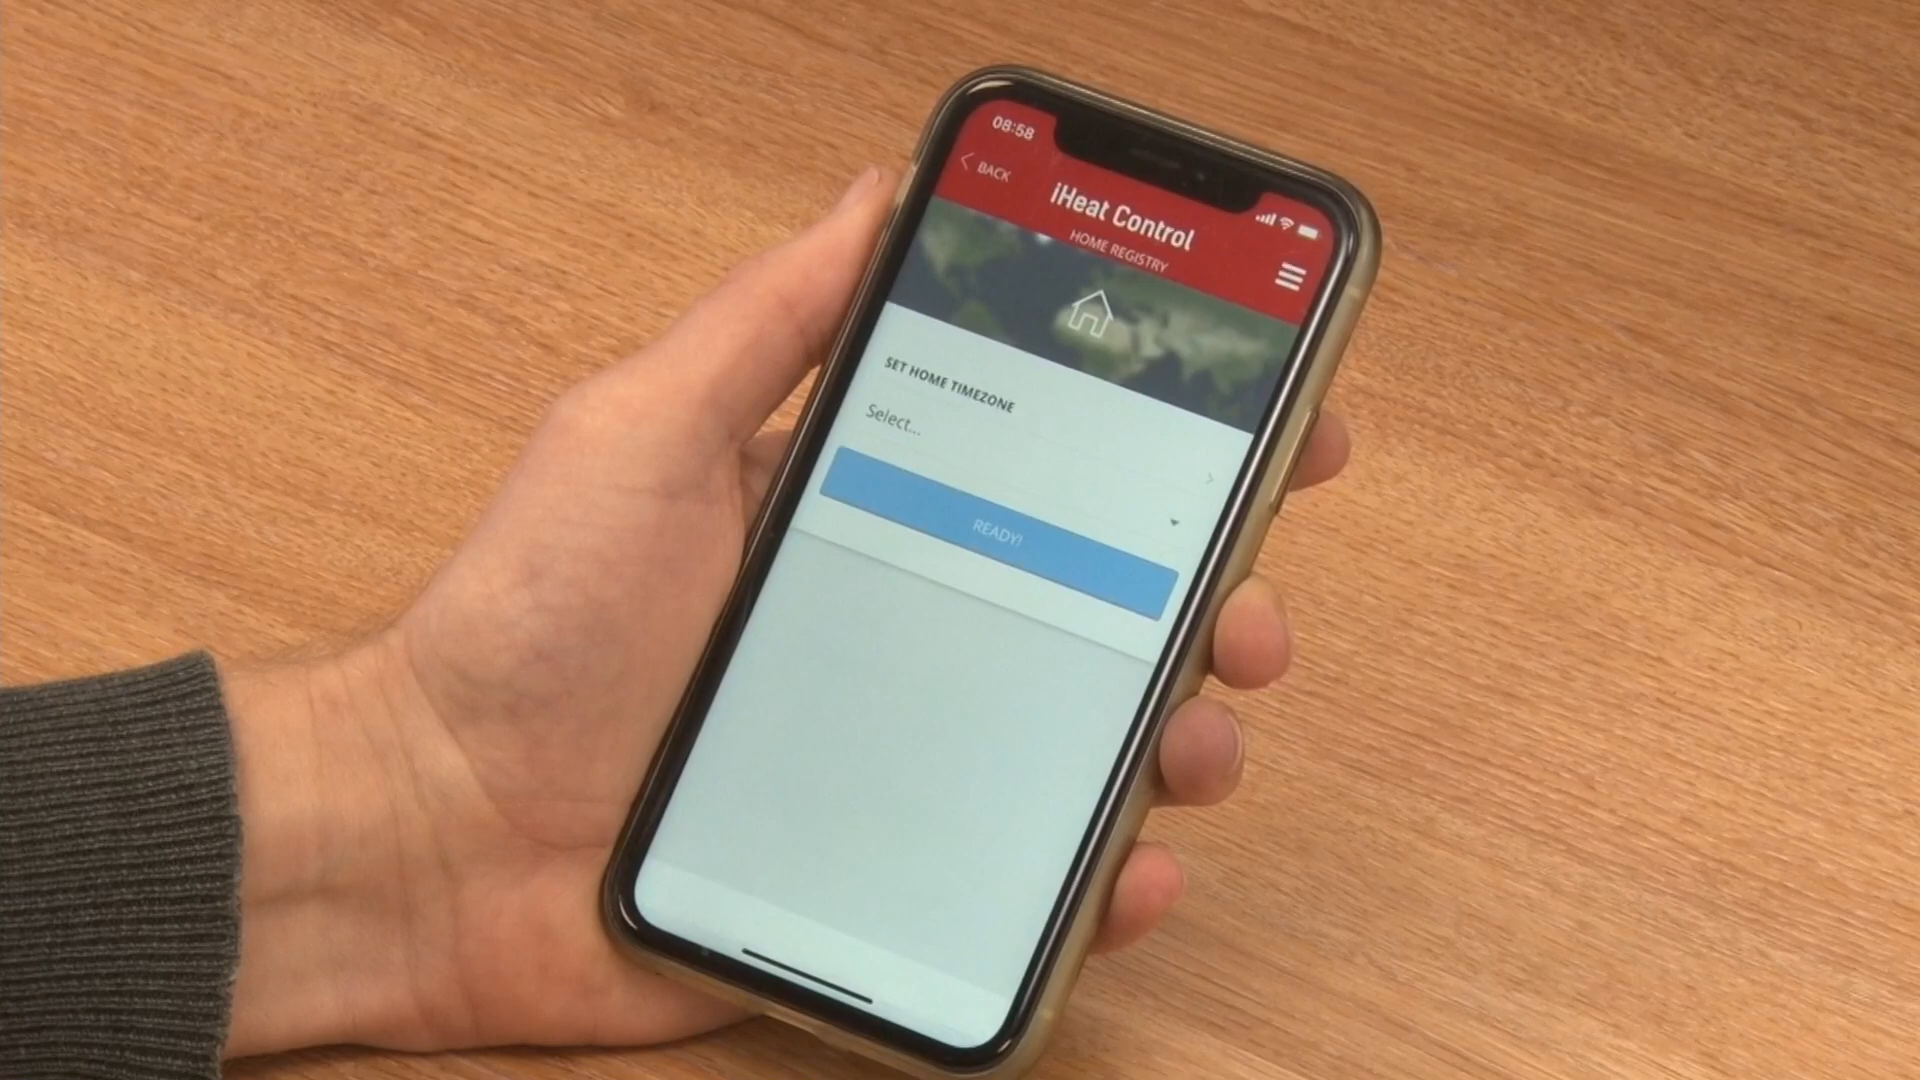 08:58
BACK
iHeat Control
HOME REGISTRY
SET HOME TIMEZONE
Select...
READY!